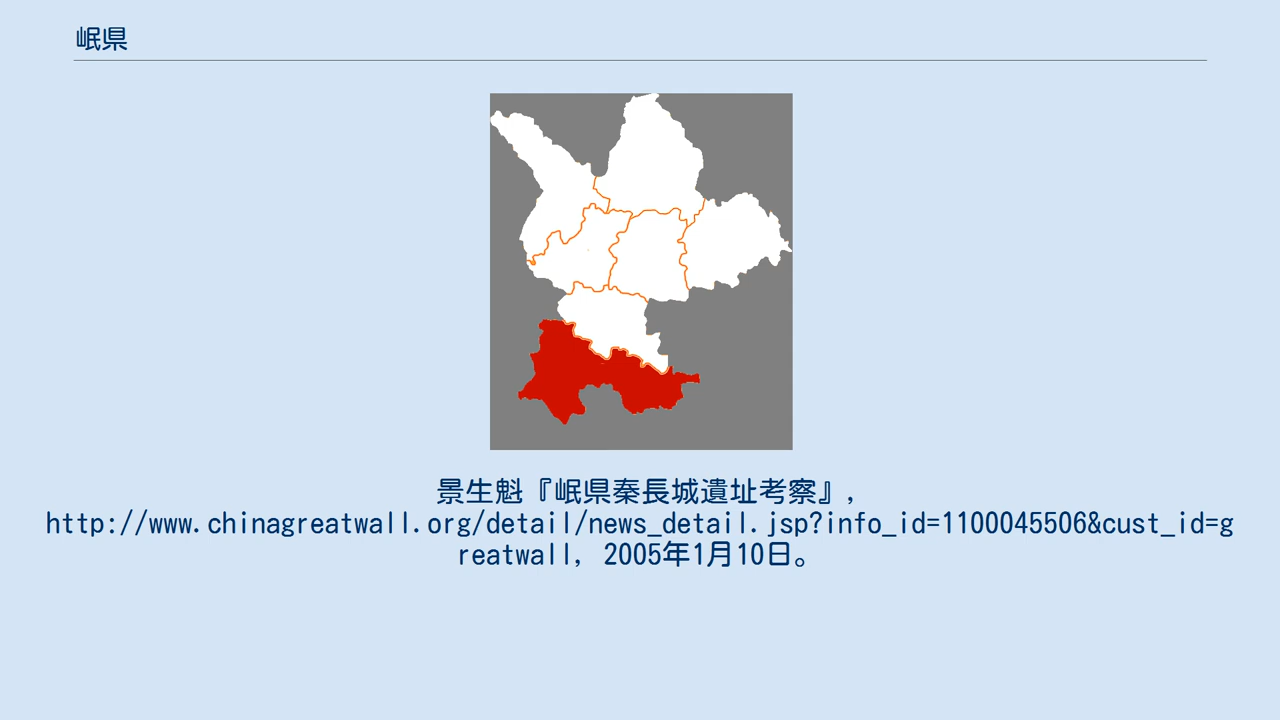 岷県
景生魁『岷県秦長城遺址考察』,
http://www.chinagreatwall.org/detail/news_detail.jsp?info_id=1100045506&cust_id=g
reatwall, 2005年1月10日。